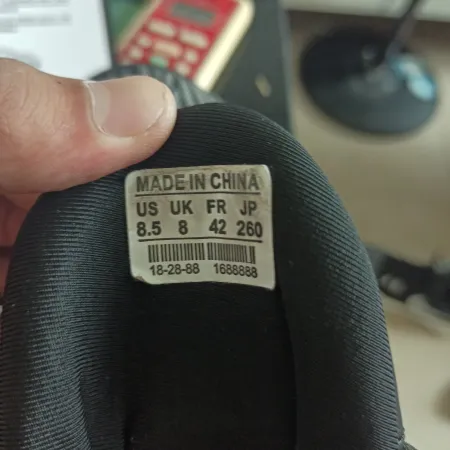 MADE IN CHINA
US UK FR JP
8.5 8 42 260
18-28-88 1688888